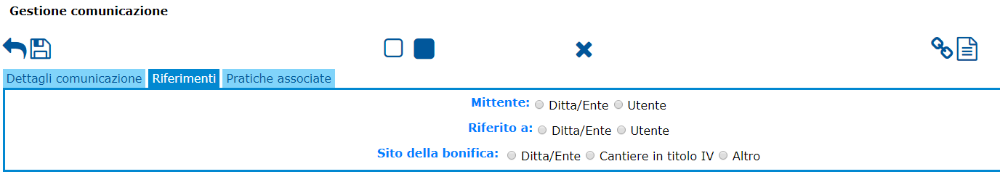 Gestione comunicazione
Dettagli comunicazione Riferimenti Pratiche associate
Mittente: Ditta/Ente Utente
Riferito a: Ditta/Ente Utente
Sito della bonifica: Ditta/Ente Cantiere in titolo IV Altro